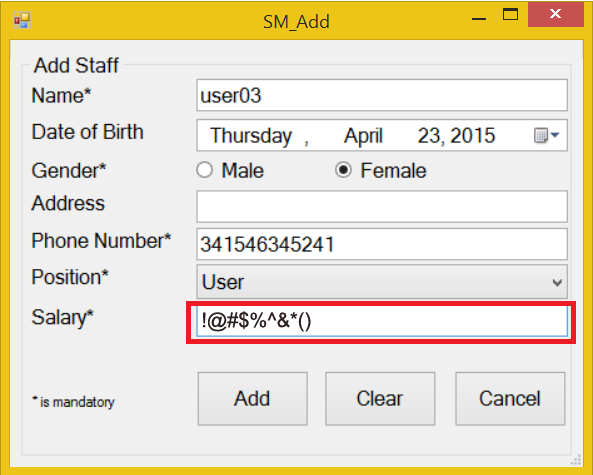 SM_Add
Add Staff
Name* user03
Date of Birth Thursday , April 23, 2015
Gender* Male Female
Address
Phone Number* 341546345241
Position* User
Salary* !@#$%^&*()
* is mandatory Add Clear Cancel